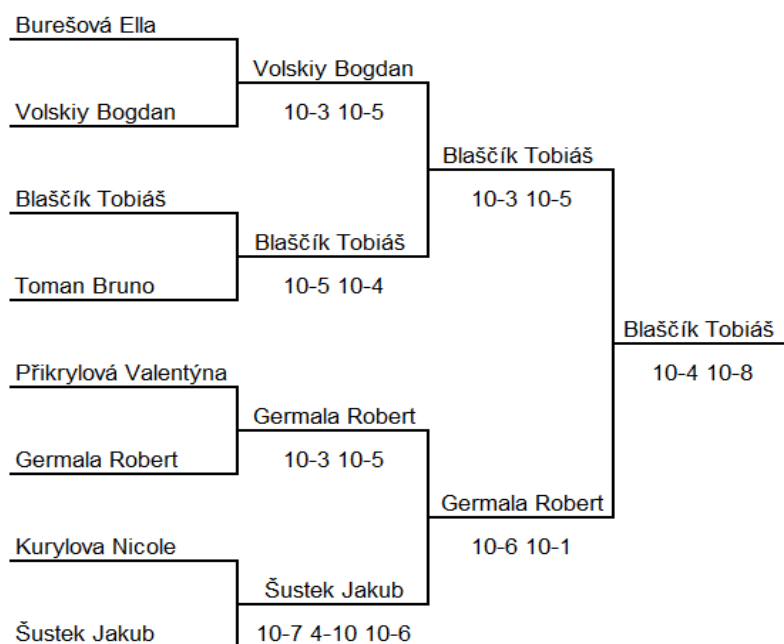 Burešová Ella
Volskiy Bogdan
Volskiy Bogdan
10-3 10-5
Blaščík Tobiáš
10-3 10-5
Blaščík Tobiáš
Blaščík Tobiáš
Toman Bruno
10-5 10-4
Blaščík Tobiáš
10-4 10-8
Přikrylová Valentýna
Germala Robert
Germala Robert
10-3 10-5
Germala Robert
10-6 10-1
Kurylova Nicole
Šustek Jakub
Šustek Jakub
10-7 4-10 10-6